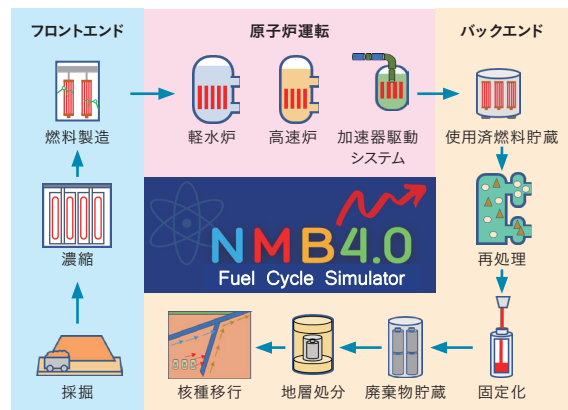 フロントエンド
原子炉運転
バックエンド
燃料製造
軽水炉
高速炉
加速器駆動
システム
使用済燃料貯蔵
濃縮
NMB4.0
Fuel Cycle Simulator
再処理
採掘
核種移行
地層処分
廃棄物貯蔵
固定化